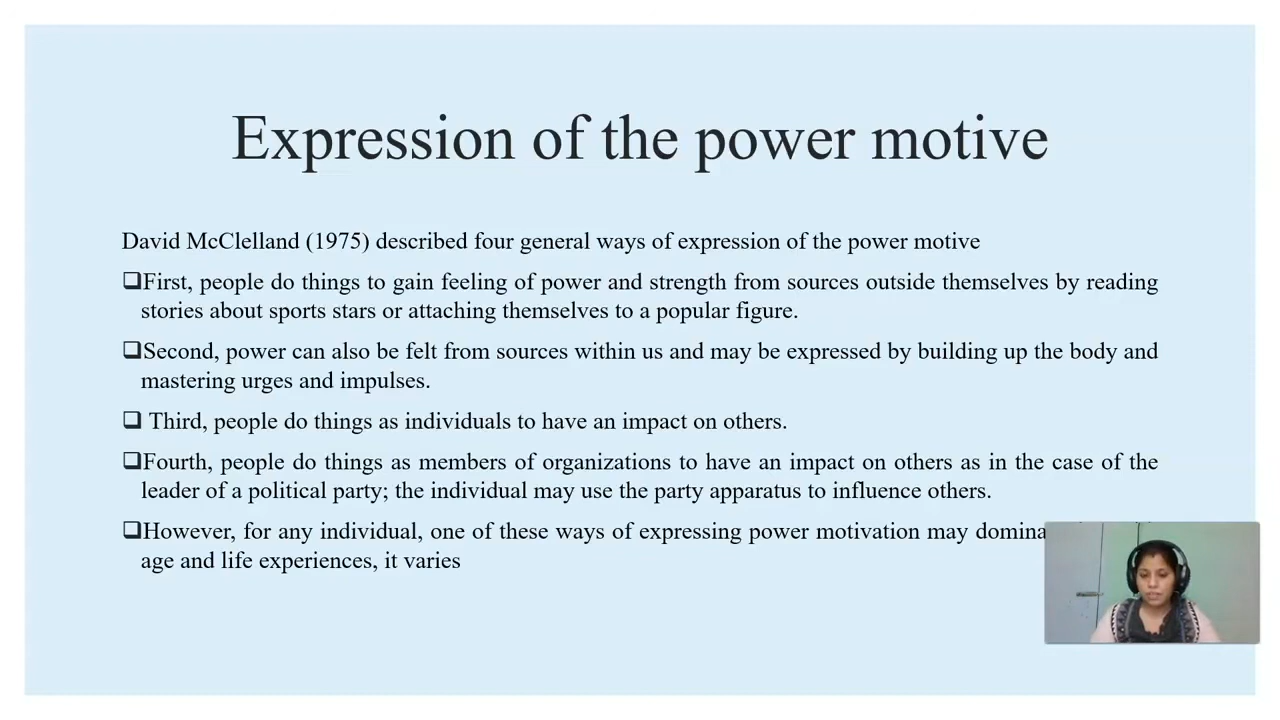 Expression of the power motive
David McClelland (1975) described four general ways of expression of the power motive
❑First, people do things to gain feeling of power and strength from sources outside themselves by reading
stories about sports stars or attaching themselves to a popular figure.
❑Second, power can also be felt from sources within us and may be expressed by building up the body and
mastering urges and impulses.
❑ Third, people do things as individuals to have an impact on others.
❑Fourth, people do things as members of organizations to have an impact on others as in the case of the
leader of a political party; the individual may use the party apparatus to influence others.
❑However, for any individual, one of these ways of expressing power motivation may
age and life experiences, it varies